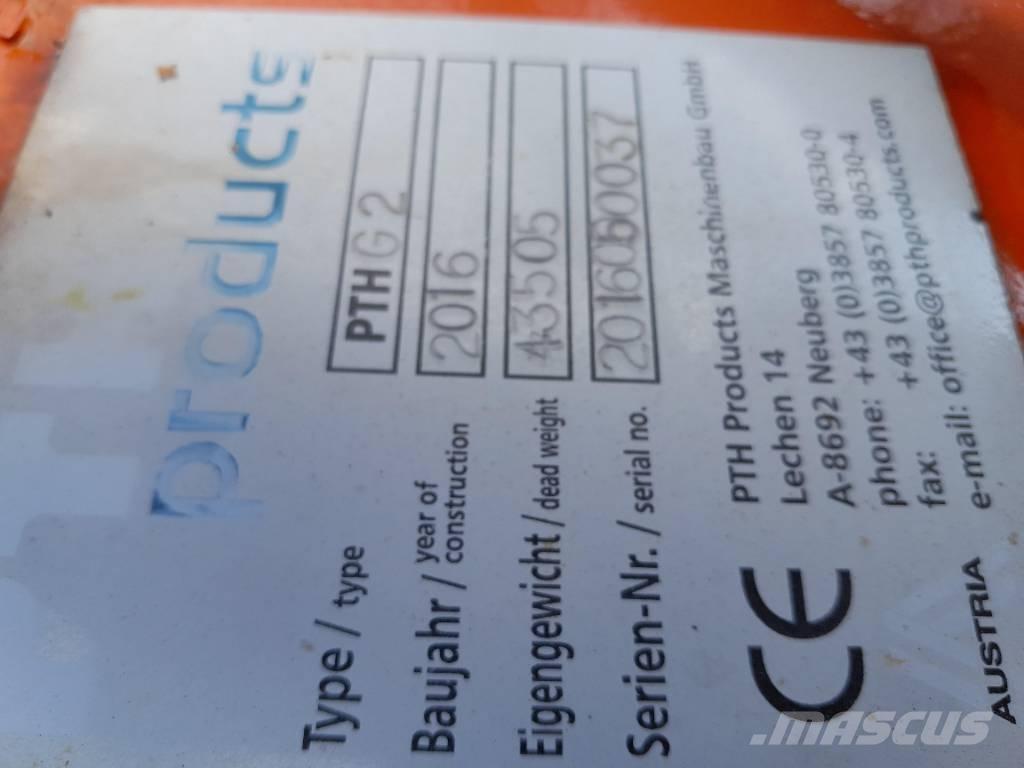 products
Type / type PTH G2
Baujahr / year of construction 2016
Eigengewicht / dead weight 43505
Serien-Nr. / serial no.
CE
PTH Products Maschinenbau GmbH
Lechen 14
A-8692 Neuberg
phone: +43 (0)3857 80530-0
fax: +43 (0)3857 80530-4
e-mail: office@pthproducts.com
AUSTRIA
.MASCUS